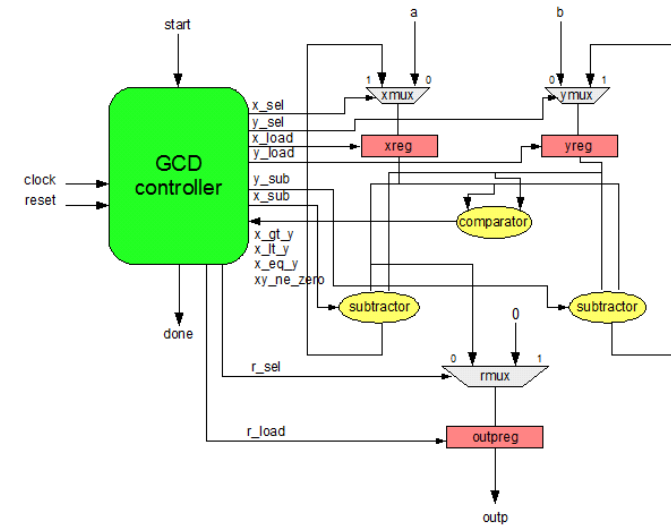 start
a
b
1
0
0
1
xmux
ymux
x_sel
y_sel
x_load
y_load
xreg
yreg
GCD
controller
clock
reset
y_sub
x_sub
comparator
x_gt_y
x_lt_y
x_eq_y
xy_ne_zero
subtractor
subtractor
done
0
0
1
r_sel
rmux
r_load
outpreg
outp